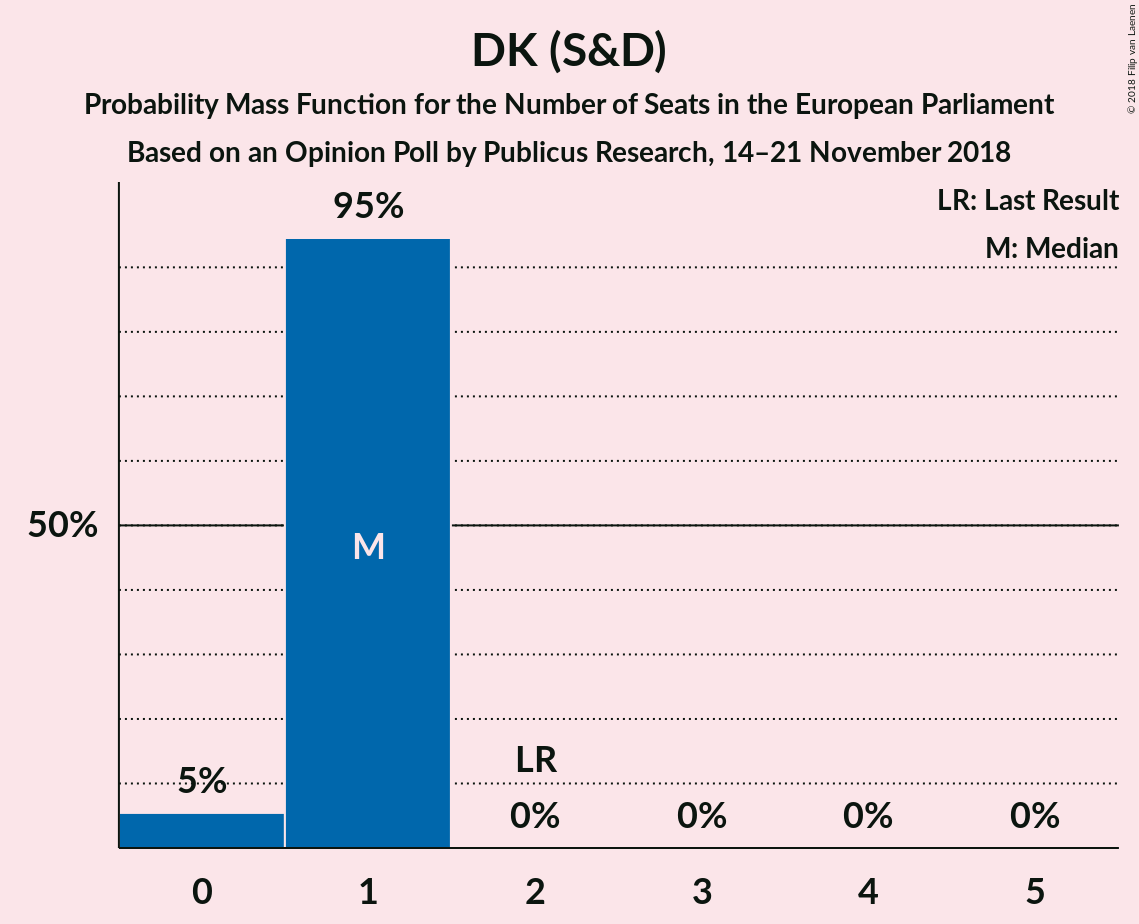 DK (S&D)
Probability Mass Function for the Number of Seats in the European Parliament
Based on an Opinion Poll by Publicus Research, 14–21 November 2018
© 2018 Filip van Laenen
LR: Last Result
M: Median
95%
50%
M
LR
5%
0%
0%
0%
0%
0
1
2
3
4
5